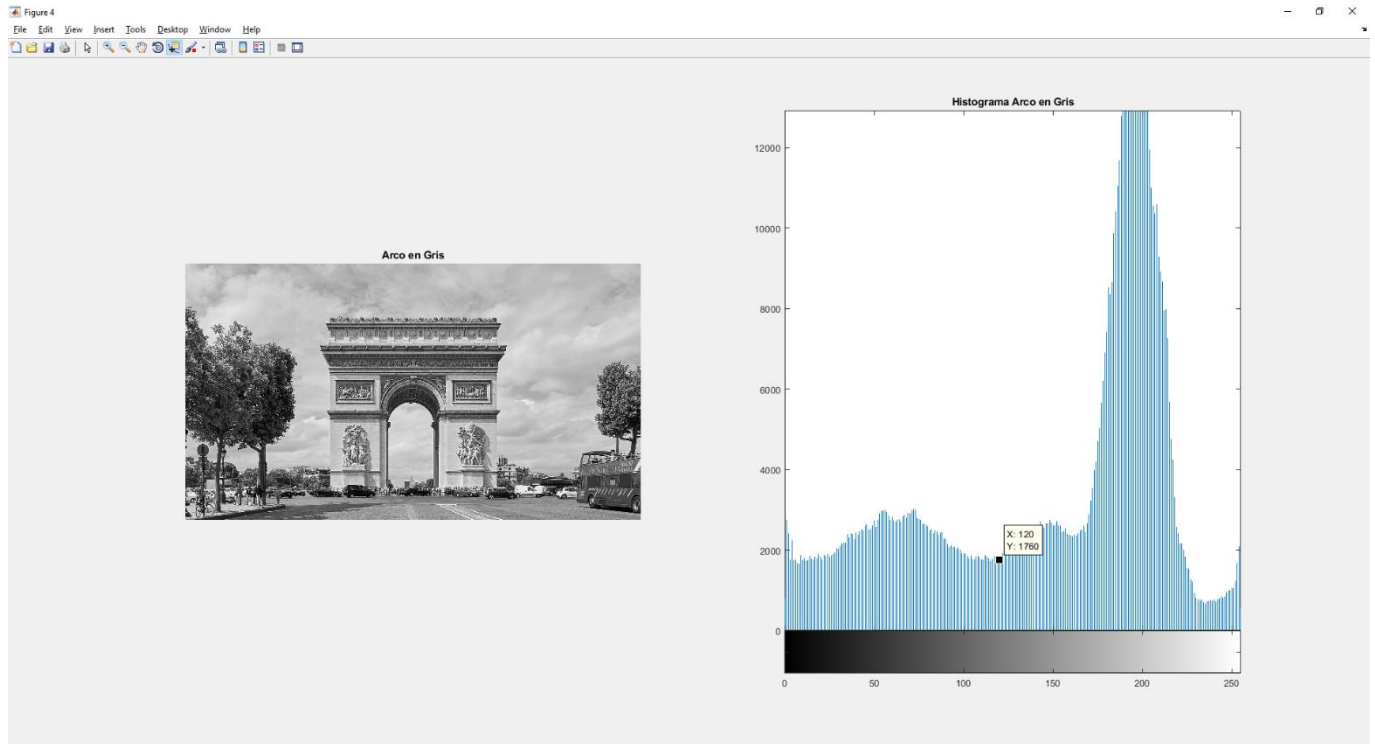 Figure 4
File Edit View Insert Tools Desktop Window Help
Arco en Gris
Histograma Arco en Gris
12000
10000
8000
6000
4000
2000
0
X: 120
Y: 1760
0 50 100 150 200 250